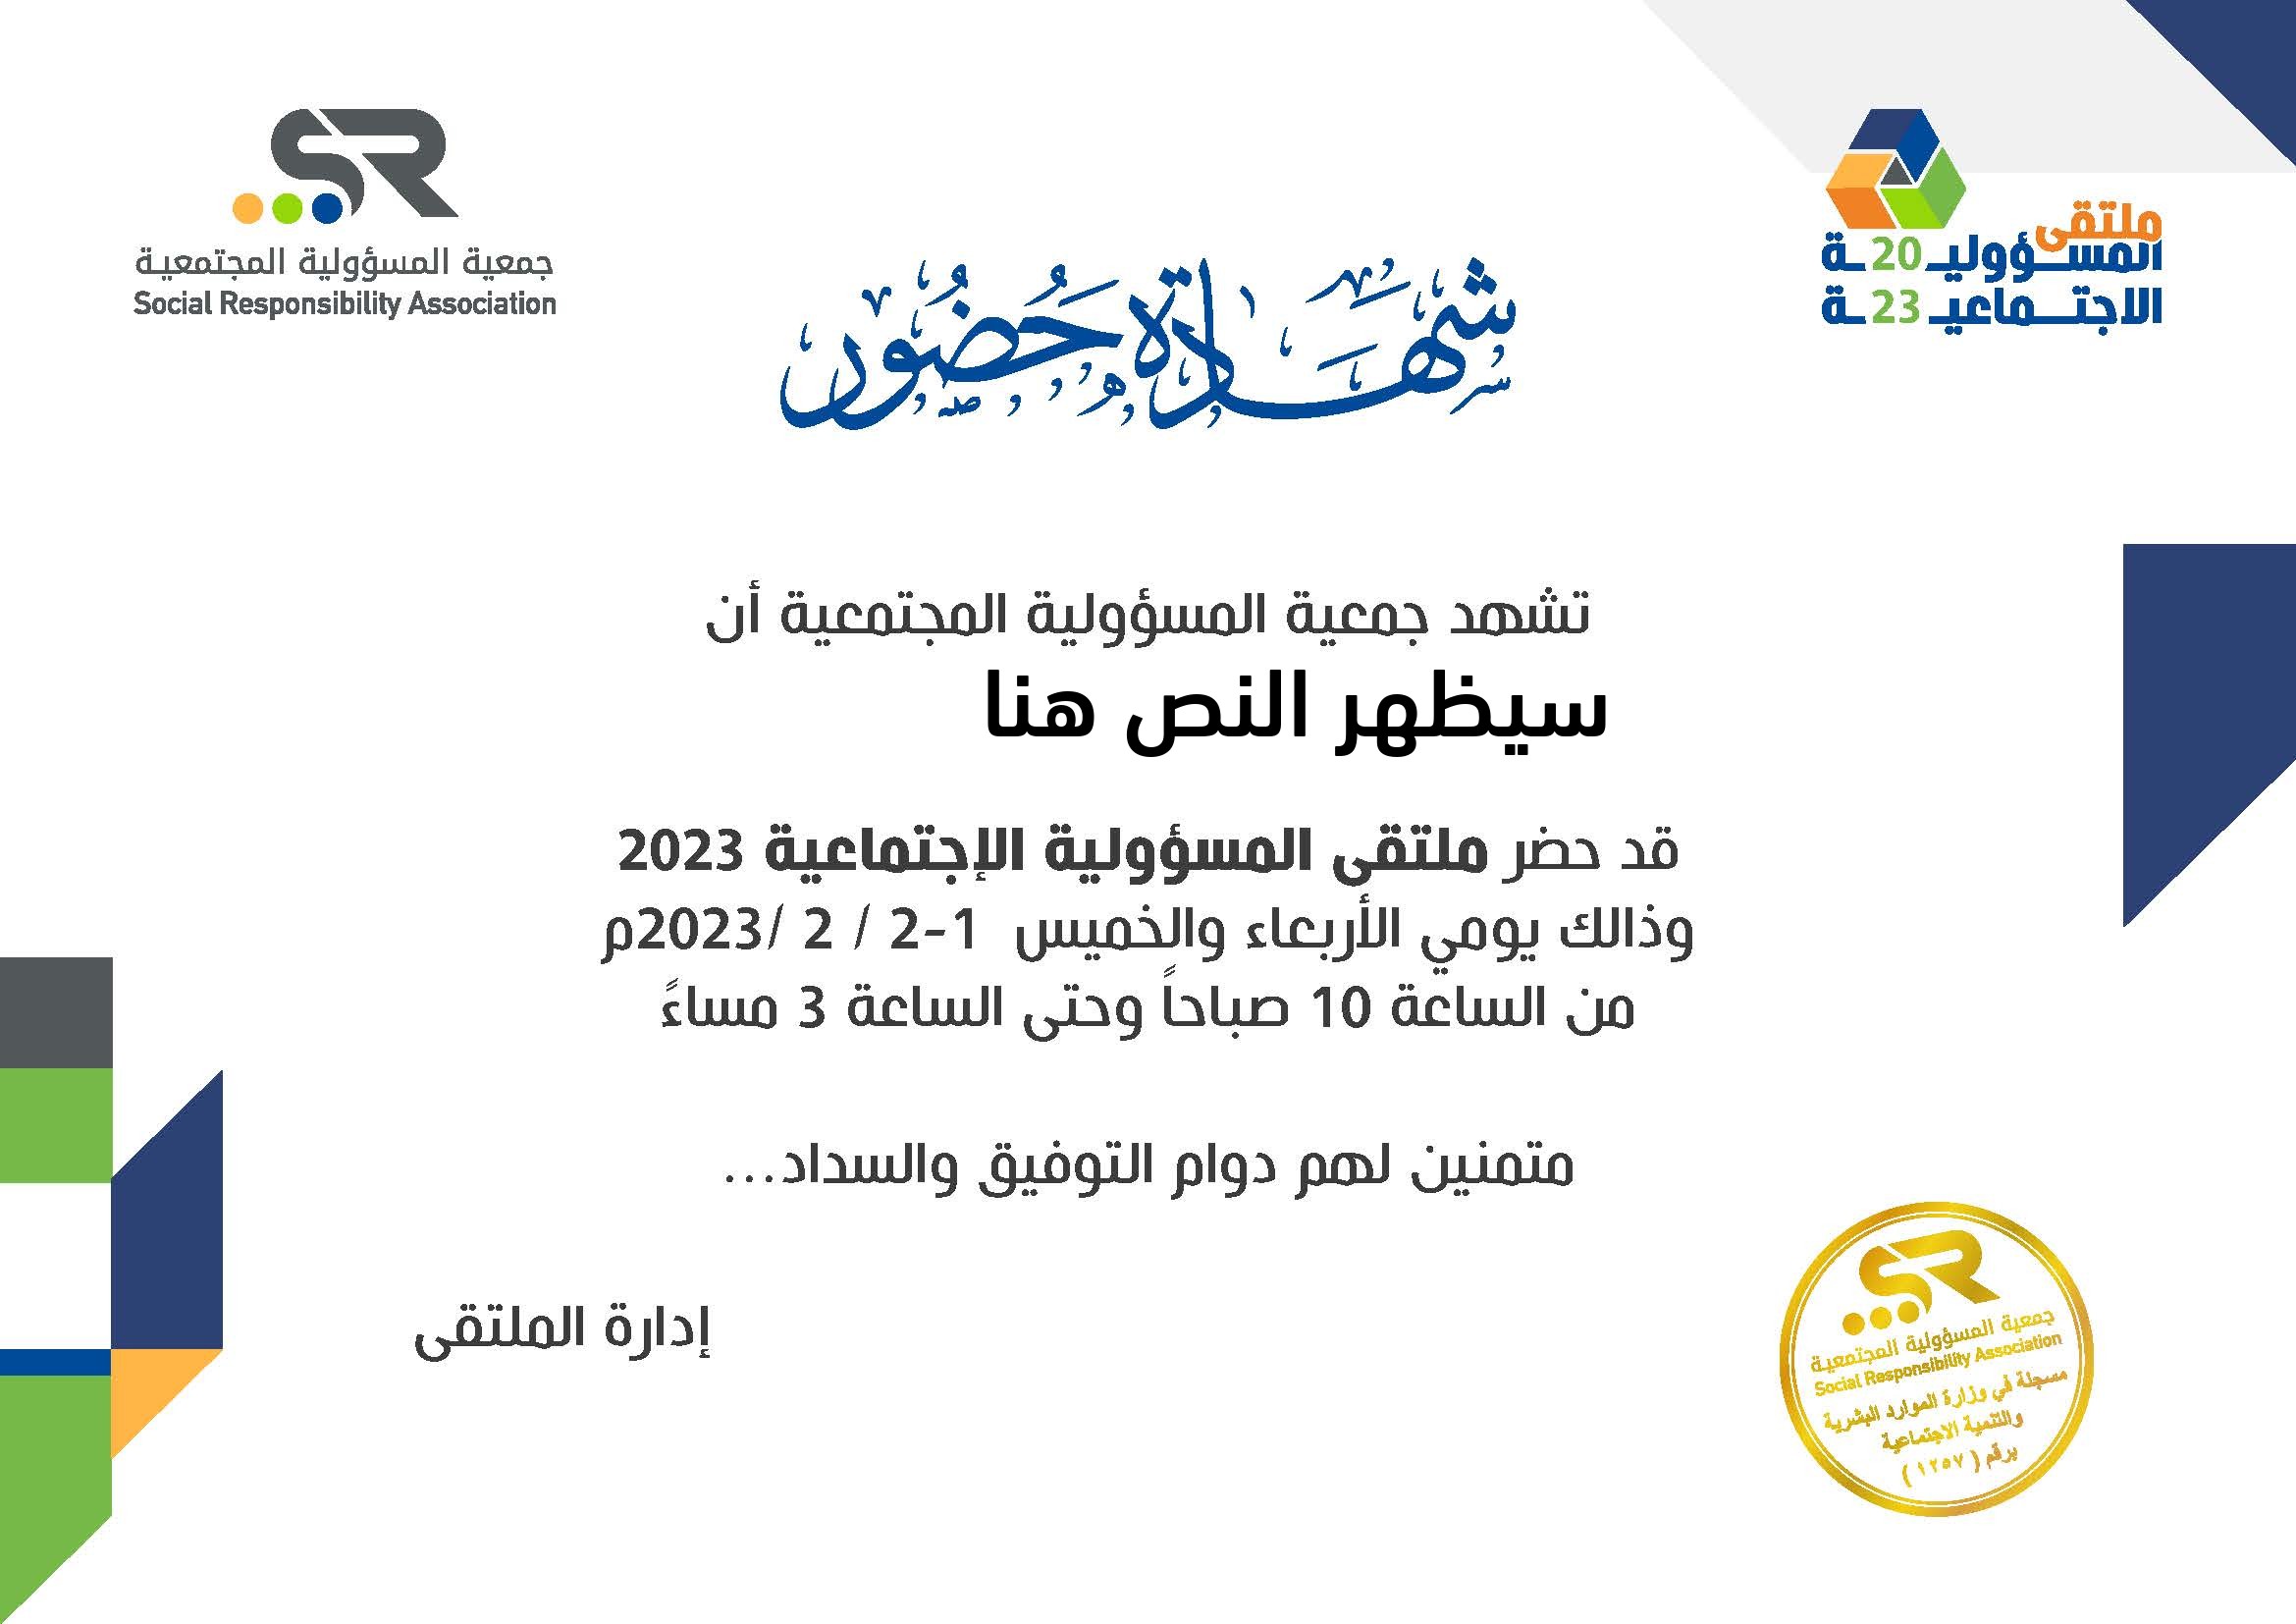 جمعية المسؤولية المجتمعية
Social Responsibility Association
ملتقى
المسـؤوليـة
الاجتـماعيـة
2023
شهادة حضور
تشهد جمعية المسؤولية المجتمعية أن
سيظهر النص هنا
قد حضر ملتقى المسؤولية الإجتماعية 2023
وذالك يومي الأربعاء والخميس 1-2 / 2 /2023م
من الساعة 10 صباحاً وحتى الساعة 3 مساءً
متمنين لهم دوام التوفيق والسداد...
إدارة الملتقى
جمعية المسؤولية المجتمعية
Social Responsibility Association
مسجلة في وزارة الموارد البشرية
والتنمية الاجتماعية
برقم ( ١٢٥٧ )